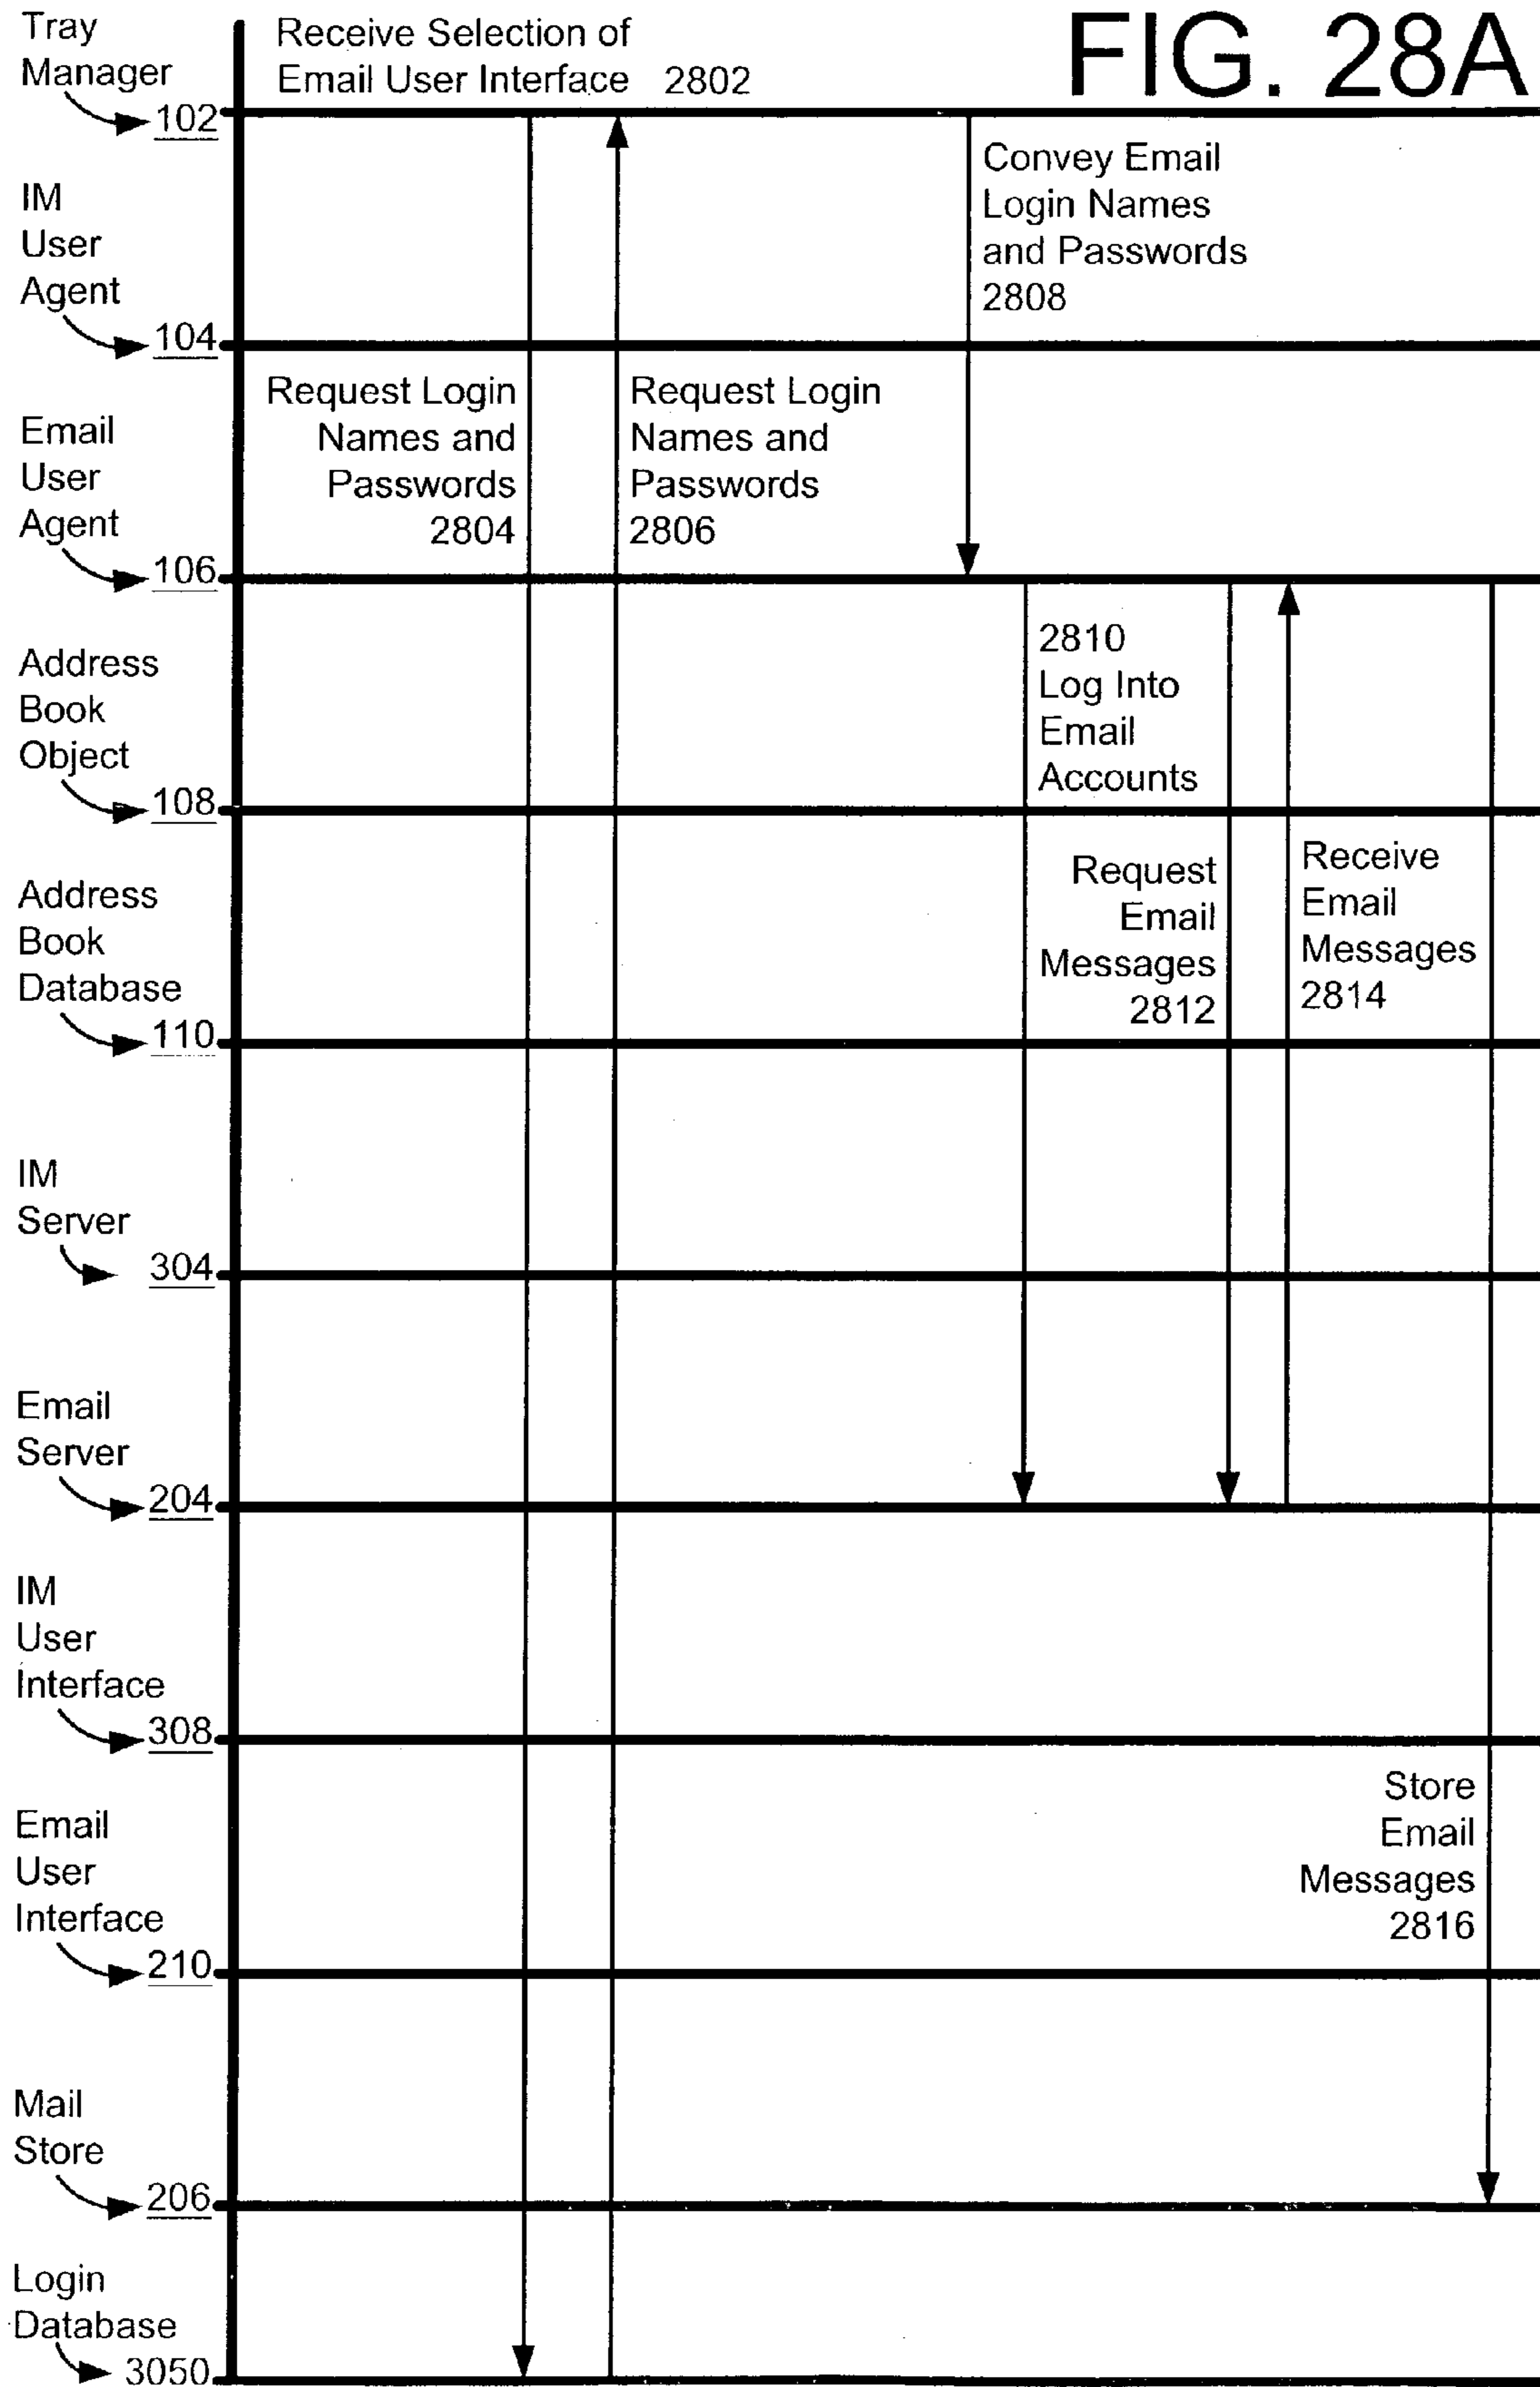 FIG. 28A
Tray
Manager
102
Receive Selection of
Email User Interface 2802
Convey Email
Login Names
and Passwords
2808
IM
User
Agent
104
Request Login
Names and
Passwords
2804
Request Login
Names and
Passwords
2806
Email
User
Agent
106
2810
Log Into
Email
Accounts
Address
Book
Object
108
Request
Email
Messages
2812
Receive
Email
Messages
2814
Address
Book
Database
110
IM
Server
304
Email
Server
204
IM
User
Interface
308
Store
Email
Messages
2816
Email
User
Interface
210
Mail
Store
206
Login
Database
3050